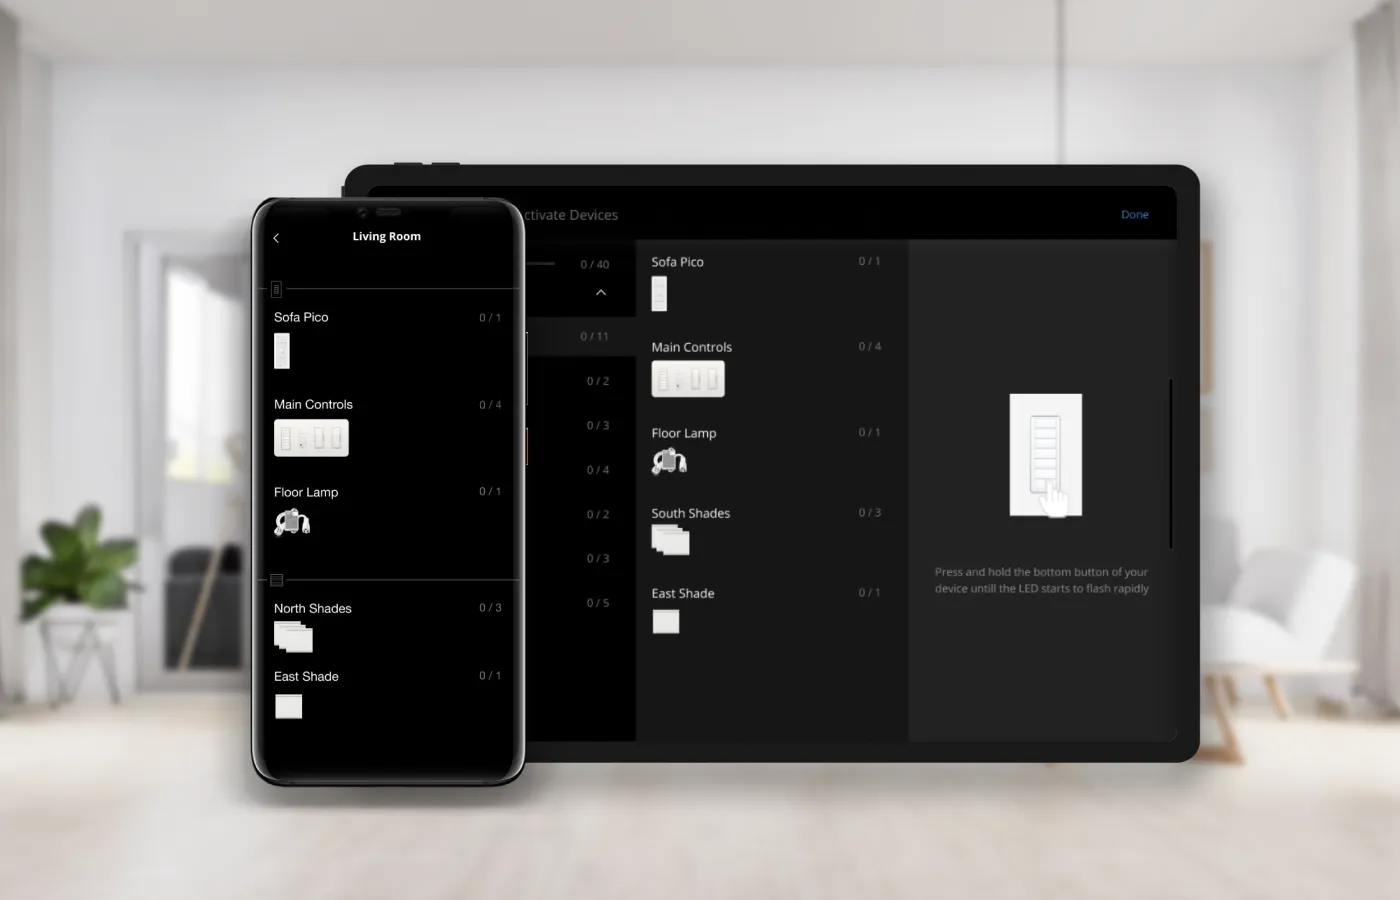 Living Room
Sofa Pico
0 / 1
Main Controls
0 / 4
Floor Lamp
0 / 1
North Shades
0 / 3
East Shade
0 / 1
ctivate Devices
Done
0 / 40
0 / 11
0 / 2
0 / 3
0 / 4
0 / 2
0 / 3
0 / 5
Sofa Pico
0 / 1
Main Controls
0 / 4
Floor Lamp
0 / 1
South Shades
0 / 3
East Shade
0 / 1
Press and hold the bottom button of your
device untill the LED starts to flash rapidly